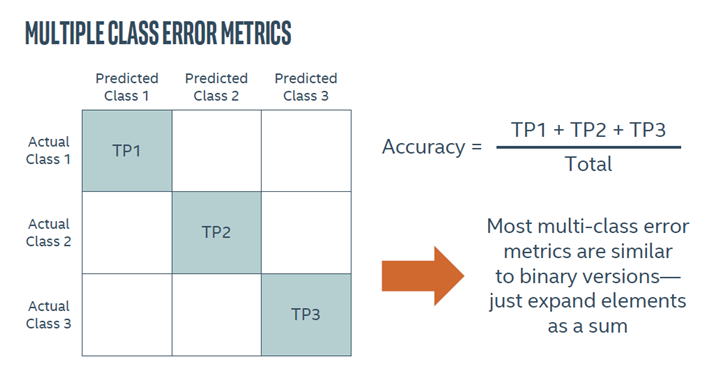 MULTIPLE CLASS ERROR METRICS
Predicted
Class 1
Predicted
Class 2
Predicted
Class 3
Actual
Class 1
TP1
Actual
Class 2
TP2
Actual
Class 3
TP3
Accuracy =
TP1 + TP2 + TP3
Total
Most multi-class error
metrics are similar
to binary versions—
just expand elements
as a sum